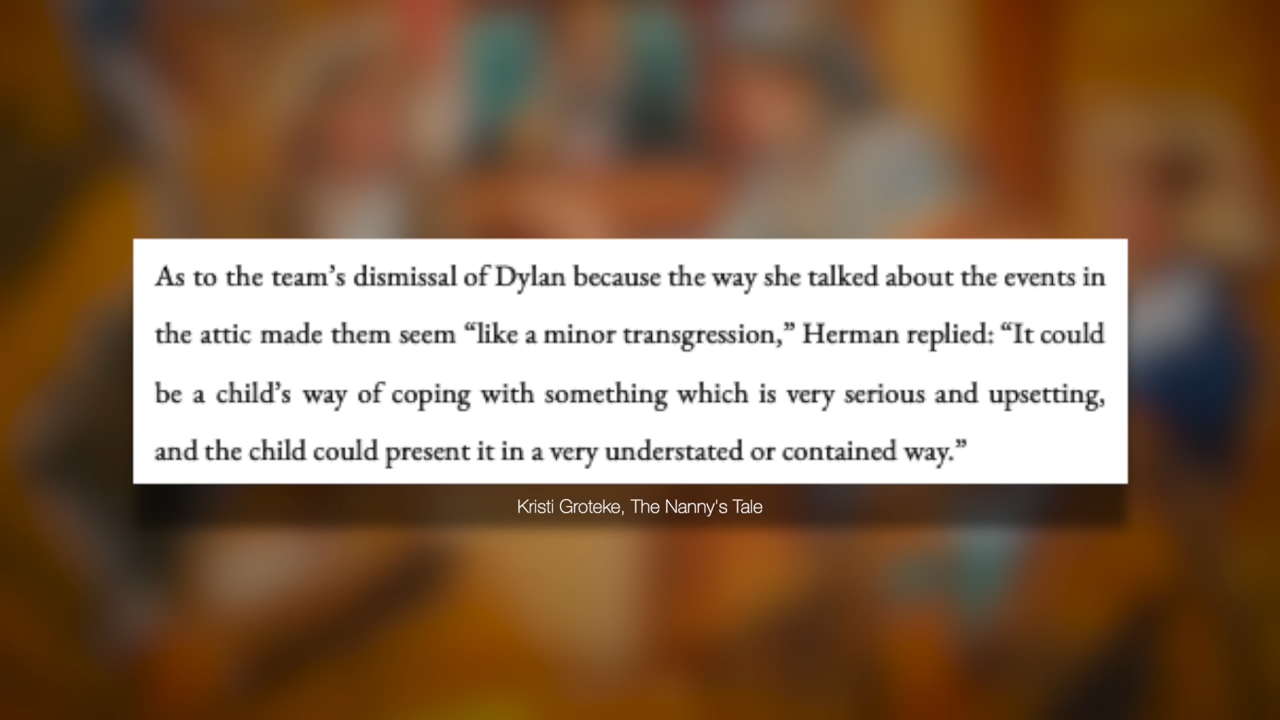 As to the team’s dismissal of Dylan because the way she talked about the events in
the attic made them seem “like a minor transgression,” Herman replied: “It could
be a child’s way of coping with something which is very serious and upsetting,
and the child could present it in a very understated or contained way.”
Kristi Groteke, The Nanny's Tale